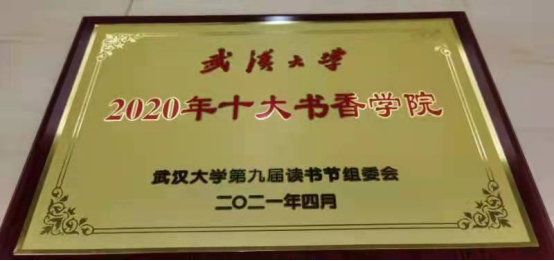 武漢大学
2020年十大书香学院
武汉大学第九届读书节组委会
二〇二一年四月